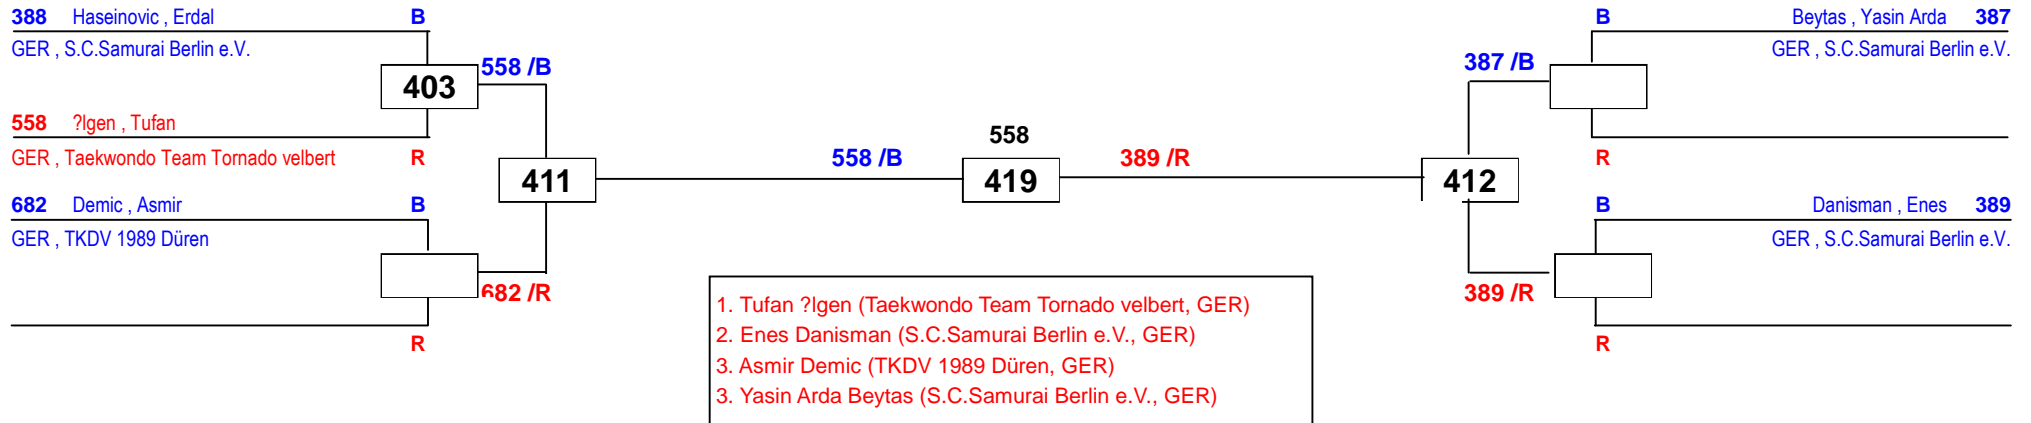 388 Haseinovic , Erdal B
GER , S.C.Samurai Berlin e.V.
558 /B
403
558 ?lgen , Tufan
GER , Taekwondo Team Tornado velbert R
411
682 Demic , Asmir B
GER , TKDV 1989 Düren
682 /R
R
558 /B
558
419
389 /R
B Beytas , Yasin Arda 387
GER , S.C.Samurai Berlin e.V.
387 /B
R
412
B Danisman , Enes 389
GER , S.C.Samurai Berlin e.V.
389 /R
R
1. Tufan ?lgen (Taekwondo Team Tornado velbert, GER)
2. Enes Danisman (S.C.Samurai Berlin e.V., GER)
3. Asmir Demic (TKDV 1989 Düren, GER)
3. Yasin Arda Beytas (S.C.Samurai Berlin e.V., GER)